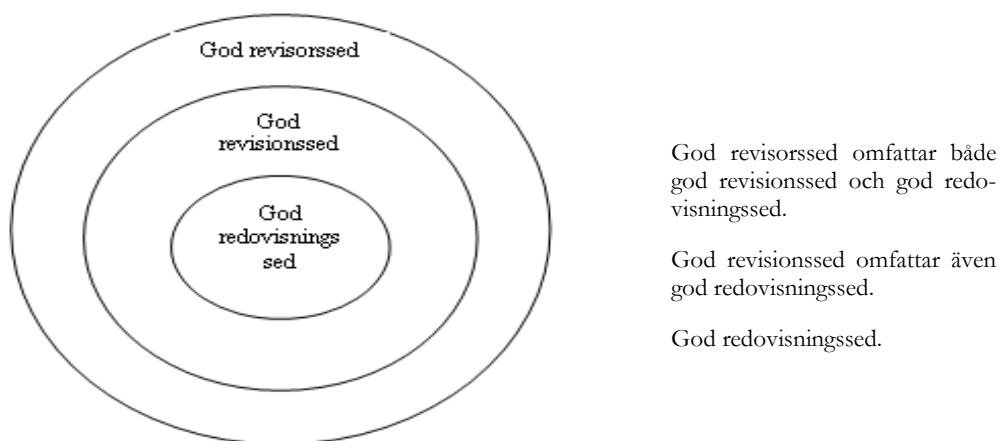 God revisorssed
God
revisionssed
God
redovisnings
sed
God revisorssed omfattar både
god revisionssed och god redo-
visningssed.
God revisionssed omfattar även
god redovisningssed.
God redovisningssed.